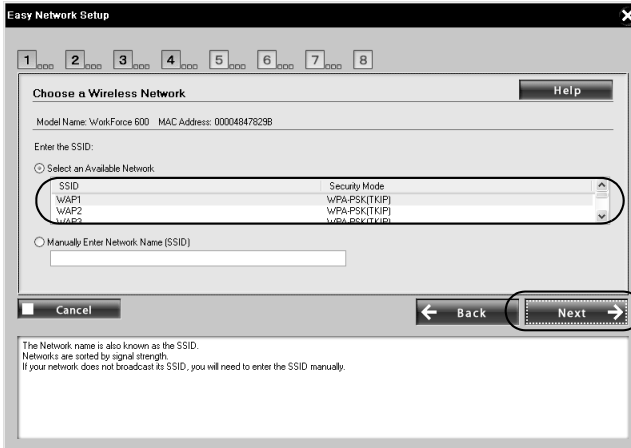 Easy Network Setup
1 2 3 4 5 6 7 8
Choose a Wireless Network
Help
Model Name: WorkForce 600 MAC Address: 00004847829B
Enter the SSID:
Select an Available Network
SSID Security Mode
WAP1 WPA-PSK(TKIP)
WAP2 WPA-PSK(TKIP)
WAP3 WPA-PSK(TKIP)
Manually Enter Network Name (SSID)
Cancel
Back
Next
The Network name is also known as the SSID.
Networks are sorted by signal strength.
If your network does not broadcast its SSID, you will need to enter the SSID manually.